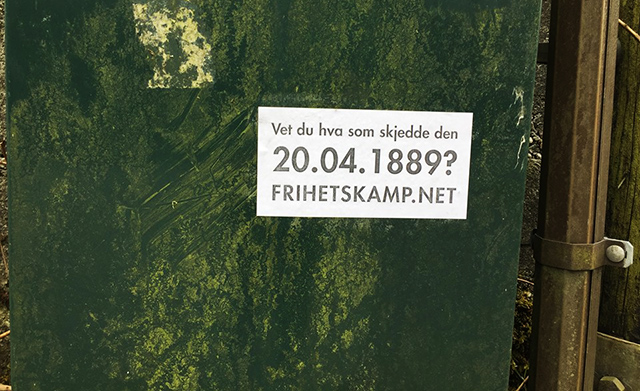 Vet du hva som skjedde den
20.04.1889?
FRIHETSKAMP.NET